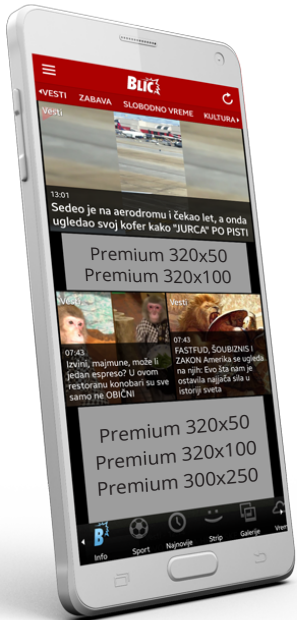 BLIC
VESTI
ZABAVA
SLOBODNO VREME
KULTURA
Vesti
13:01
Sedeo je na aerodromu i čekao let, a onda
ugledao svoj kofer kako "JURCA" PO PISTI
Premium 320x50
Premium 320x100
Vesti
07:43
Izvini, majmune, može li
jedan espreso? U ovom
restoranu konobari su sve
samo ne OBIČNI
Vesti
07:43
FASTFUD, ŠOUBIZNIS I
ZAKON Amerika se ugleda
na njih: Evo šta nam je
ostavila najjača sila u
istoriji sveta
Premium 320x50
Premium 320x100
Premium 300x250
Info
Sport
Najnovije
Strip
Galerije